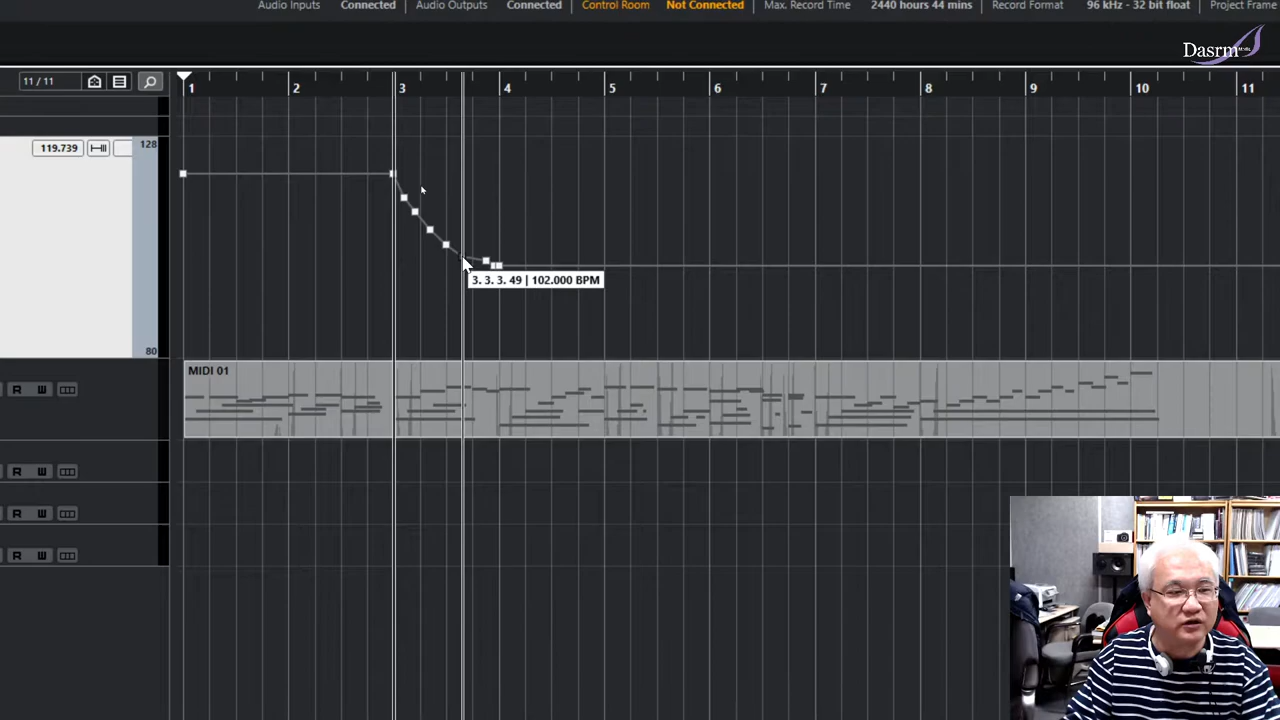 Audio Inputs Connected Audio Outputs Connected Control Room Not Connected Max. Record Time 2440 hours 44 mins Record Format 96 kHz - 32 bit float Project Frame
Dasrm
11 / 11
1 2 3 4 5 6 7 8 9 10 11
119.739
128
3. 3. 3. 49 | 102.000 BPM
80
MIDI 01
R W
R W
R W
R W